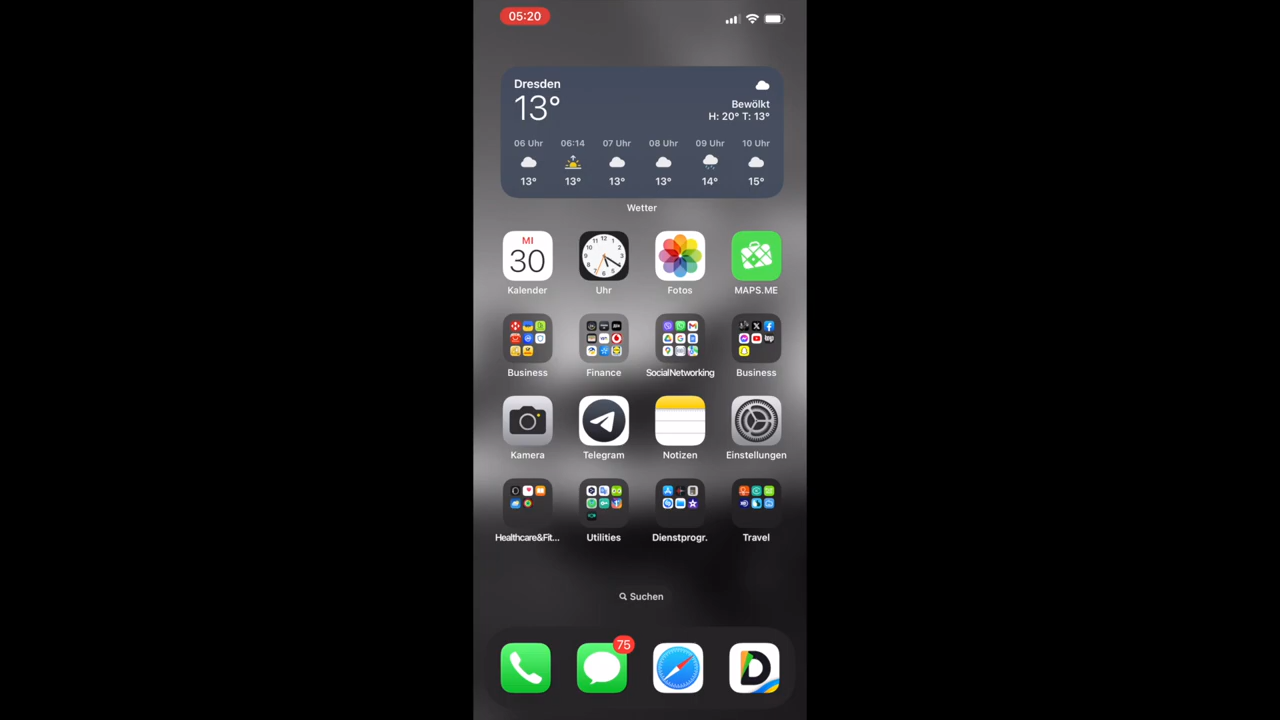 05:20
Dresden
13°
Bewölkt
H: 20° T: 13°
06 Uhr 06:14 07 Uhr 08 Uhr 09 Uhr 10 Uhr
13° 13° 13° 13° 14° 15°
Wetter
MI
30
Kalender Uhr Fotos MAPS.ME
Business Finance SocialNetworking Business
Kamera Telegram Notizen Einstellungen
Healthcare&Fit... Utilities Dienstprogr. Travel
Suchen
75